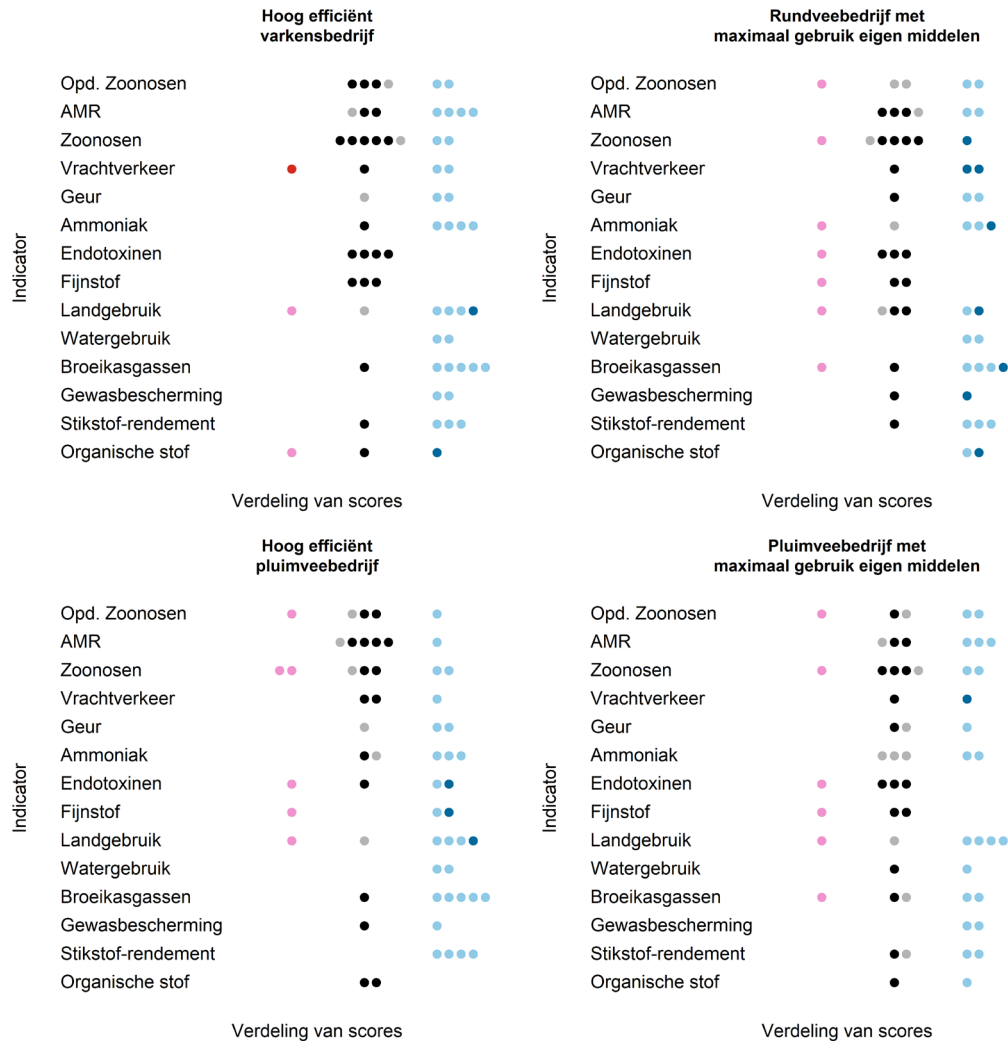 Hoog efficiënt
varkensbedrijf
Indicator
Opd. Zoonosen
AMR
Zoonosen
Vrachtverkeer
Geur
Ammoniak
Endotoxinen
Fijnstof
Landgebruik
Watergebruik
Broeikasgassen
Gewasbescherming
Stikstof-rendement
Organische stof
Verdeling van scores
Rundveebedrijf met
maximaal gebruik eigen middelen
Indicator
Opd. Zoonosen
AMR
Zoonosen
Vrachtverkeer
Geur
Ammoniak
Endotoxinen
Fijnstof
Landgebruik
Watergebruik
Broeikasgassen
Gewasbescherming
Stikstof-rendement
Organische stof
Verdeling van scores
Hoog efficiënt
pluimveebedrijf
Indicator
Opd. Zoonosen
AMR
Zoonosen
Vrachtverkeer
Geur
Ammoniak
Endotoxinen
Fijnstof
Landgebruik
Watergebruik
Broeikasgassen
Gewasbescherming
Stikstof-rendement
Organische stof
Verdeling van scores
Pluimveebedrijf met
maximaal gebruik eigen middelen
Indicator
Opd. Zoonosen
AMR
Zoonosen
Vrachtverkeer
Geur
Ammoniak
Endotoxinen
Fijnstof
Landgebruik
Watergebruik
Broeikasgassen
Gewasbescherming
Stikstof-rendement
Organische stof
Verdeling van scores